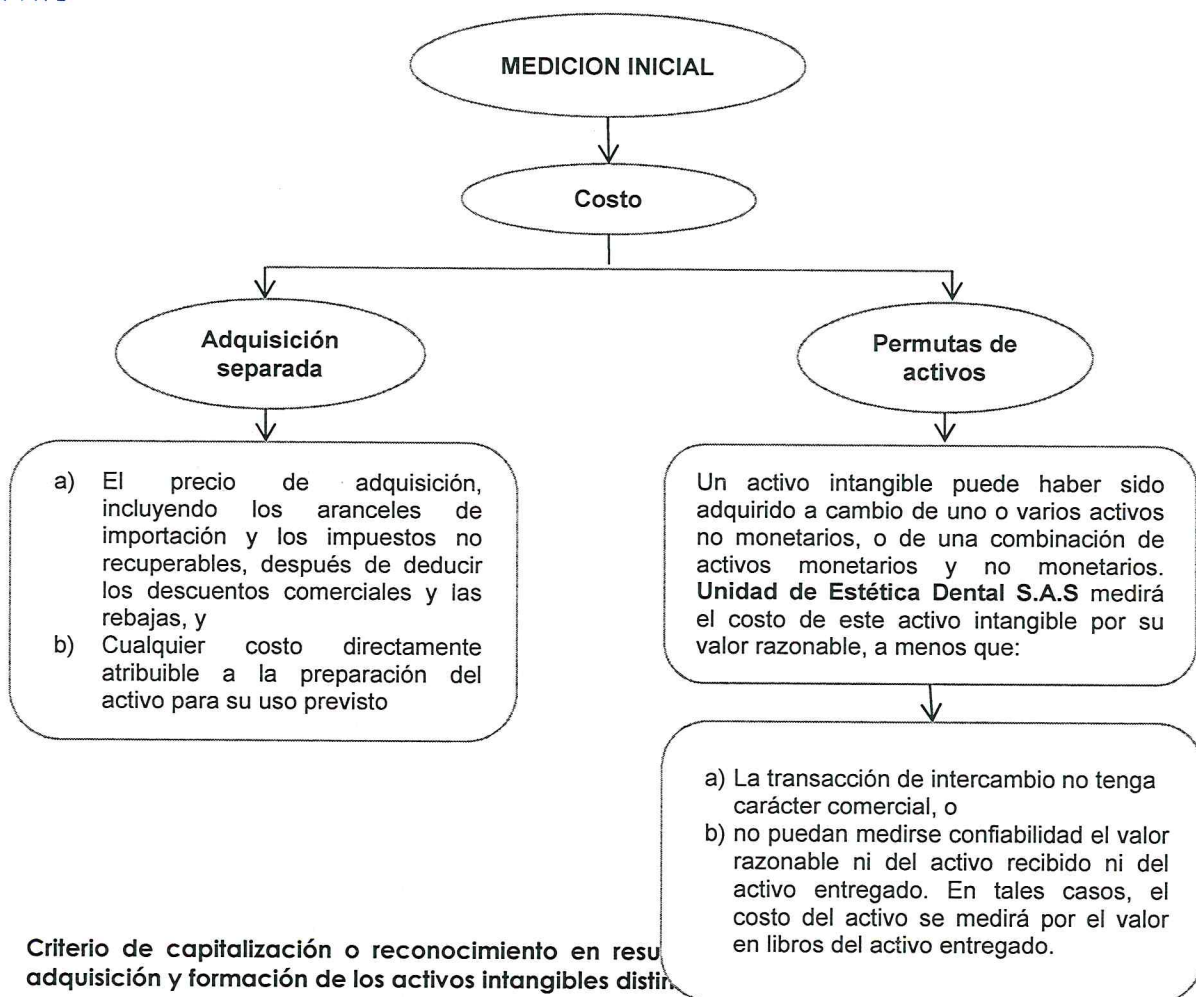 MEDICION INICIAL
Costo
Adquisición
separada
a) El precio de adquisición,
incluyendo los aranceles de
importación y los impuestos no
recuperables, después de deducir
los descuentos comerciales y las
rebajas, y
b) Cualquier costo directamente
atribuible a la preparación del
activo para su uso previsto
Permutas de
activos
Un activo intangible puede haber sido
adquirido a cambio de uno o varios activos
no monetarios, o de una combinación de
activos monetarios y no monetarios.
Unidad de Estética Dental S.A.S medirá
el costo de este activo intangible por su
valor razonable, a menos que:
a) La transacción de intercambio no tenga
carácter comercial, o
b) no puedan medirse confiabilidad el valor
razonable ni del activo recibido ni del
activo entregado. En tales casos, el
costo del activo se medirá por el valor
en libros del activo entregado.
Criterio de capitalización o reconocimiento en resu
adquisición y formación de los activos intangibles distin